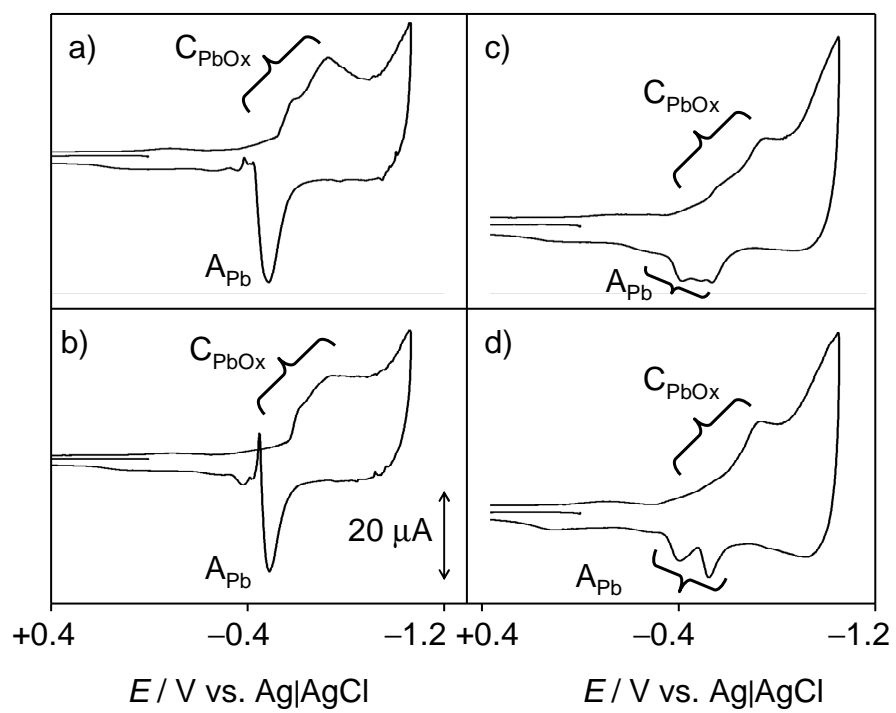 a)
C_PbOx
A_Pb
c)
C_PbOx
A_Pb
b)
C_PbOx
A_Pb
20 μA
d)
C_PbOx
A_Pb
+0.4 −0.4 −1.2 +0.4 −0.4 −1.2
E / V vs. Ag|AgCl E / V vs. Ag|AgCl